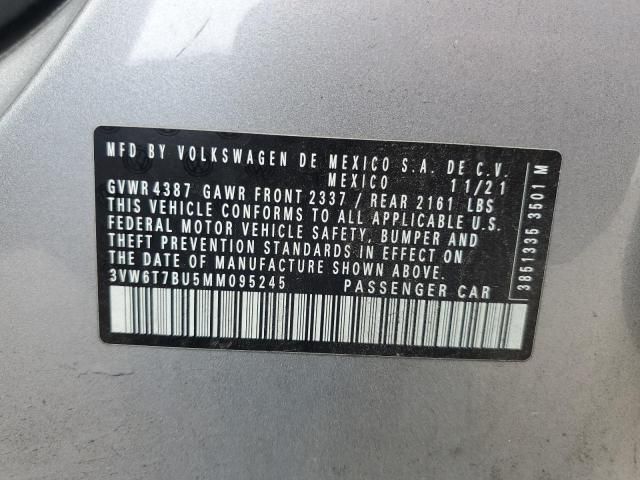 MFD BY VOLKSWAGEN DE MEXICO S.A. DE C.V.
MEXICO 11/21
GVWR 4387 GAWR FRONT 2337 / REAR 2161 LBS
THIS VEHICLE CONFORMS TO ALL APPLICABLE U.S.
FEDERAL MOTOR VEHICLE SAFETY, BUMPER AND
THEFT PREVENTION STANDARDS IN EFFECT ON
THE DATE OF MANUFACTURE SHOWN ABOVE.
3VW6T7BU5MM095245 PASSENGER CAR
3851335 3501 M